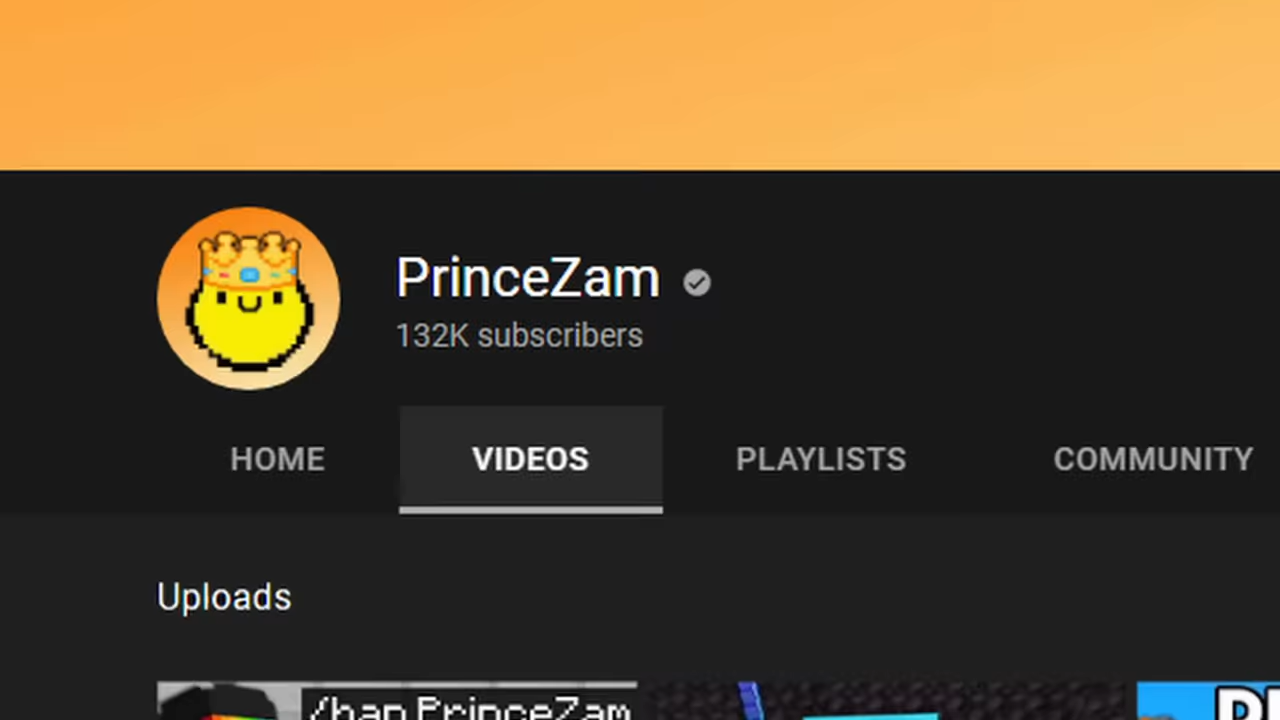 PrinceZam
132K subscribers
HOME VIDEOS PLAYLISTS COMMUNITY
Uploads
/ban PrinceZam